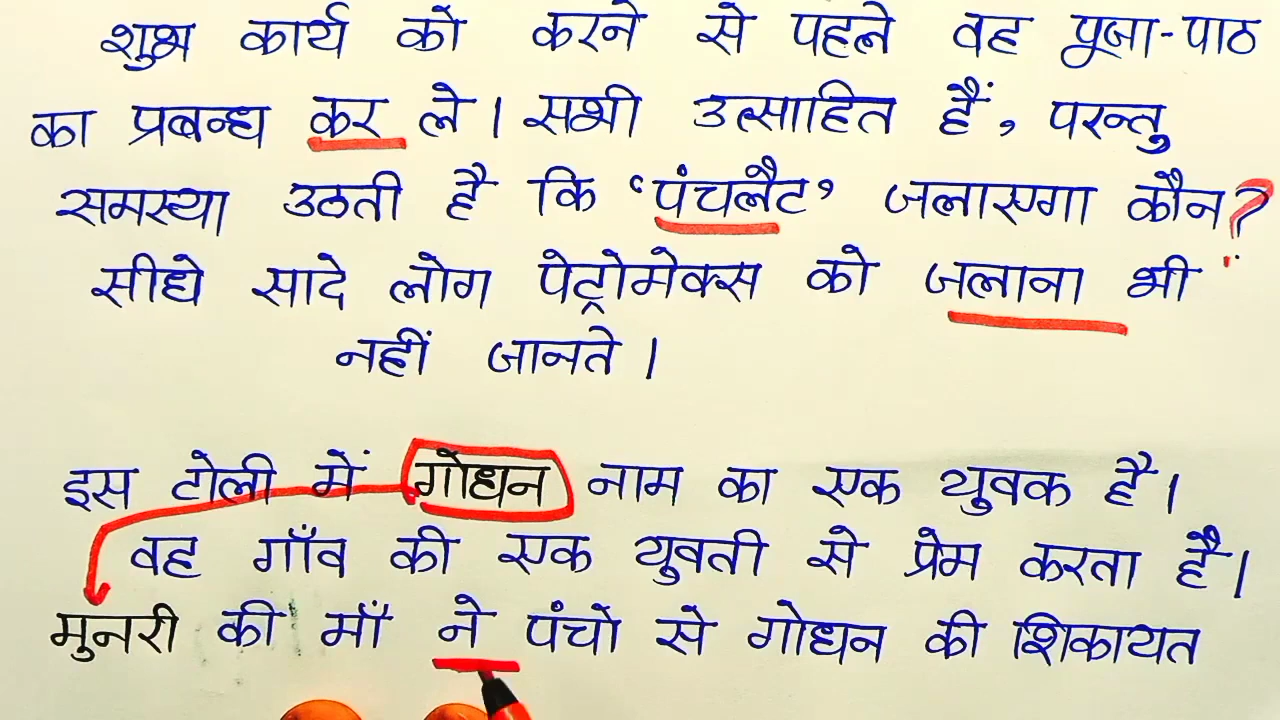 शुभ कार्य को करने से पहले वह पूजा-पाठ
का प्रबन्ध कर ले। सभी उत्साहित हैं, परन्तु
समस्या उठती है कि ‘पंचलैट’ जलाएगा कौन?
सीधे सादे लोग पेट्रोमेक्स को जलाना भी
नहीं जानते।
इस टोली में गोधन नाम का एक युवक है।
वह गाँव की एक युवती से प्रेम करता है।
मुनरी की माँ ने पंचो से गोधन की शिकायत